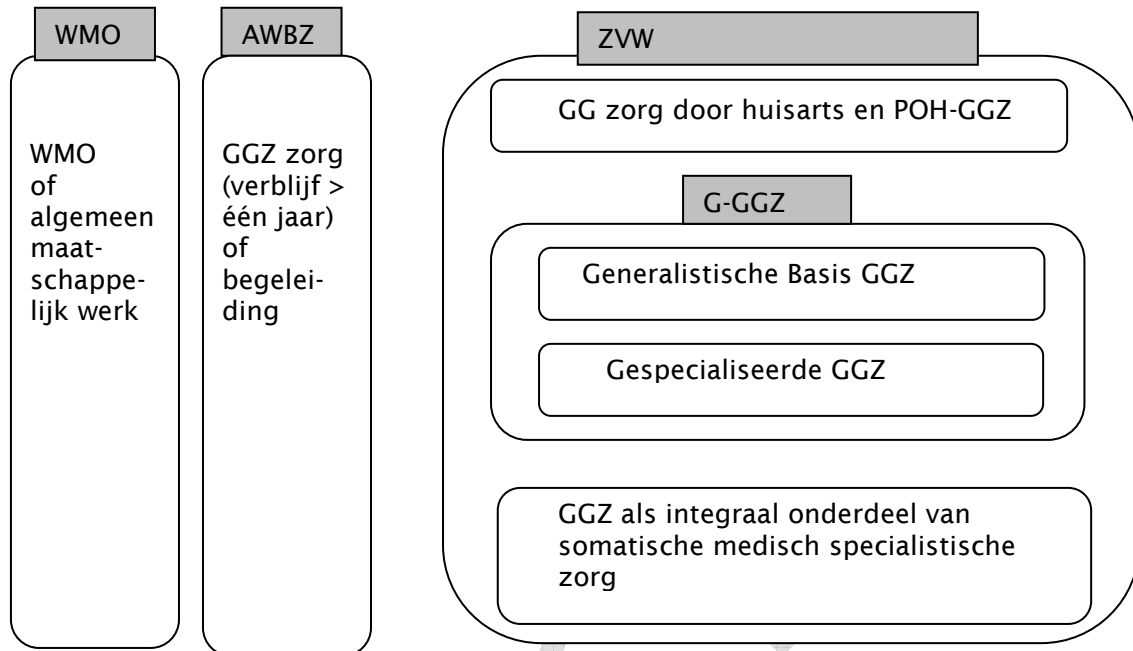 WMO
WMO
of
algemeen
maat-
schappe-
lijk werk
AWBZ
GGZ zorg
(verblijf >
één jaar)
of
begelei-
ding
ZVW
GG zorg door huisarts en POH-GGZ
G-GGZ
Generalistische Basis GGZ
Gespecialiseerde GGZ
GGZ als integraal onderdeel van
somatische medisch specialistische
zorg